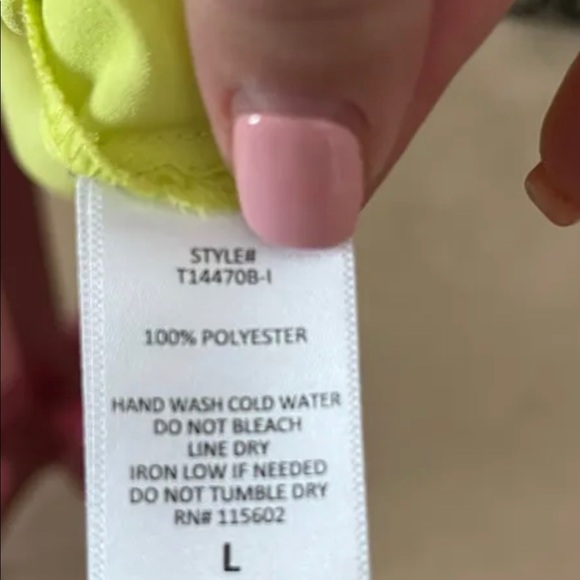 STYLE#
T14470B-I
100% POLYESTER
HAND WASH COLD WATER
DO NOT BLEACH
LINE DRY
IRON LOW IF NEEDED
DO NOT TUMBLE DRY
RN# 115602
L